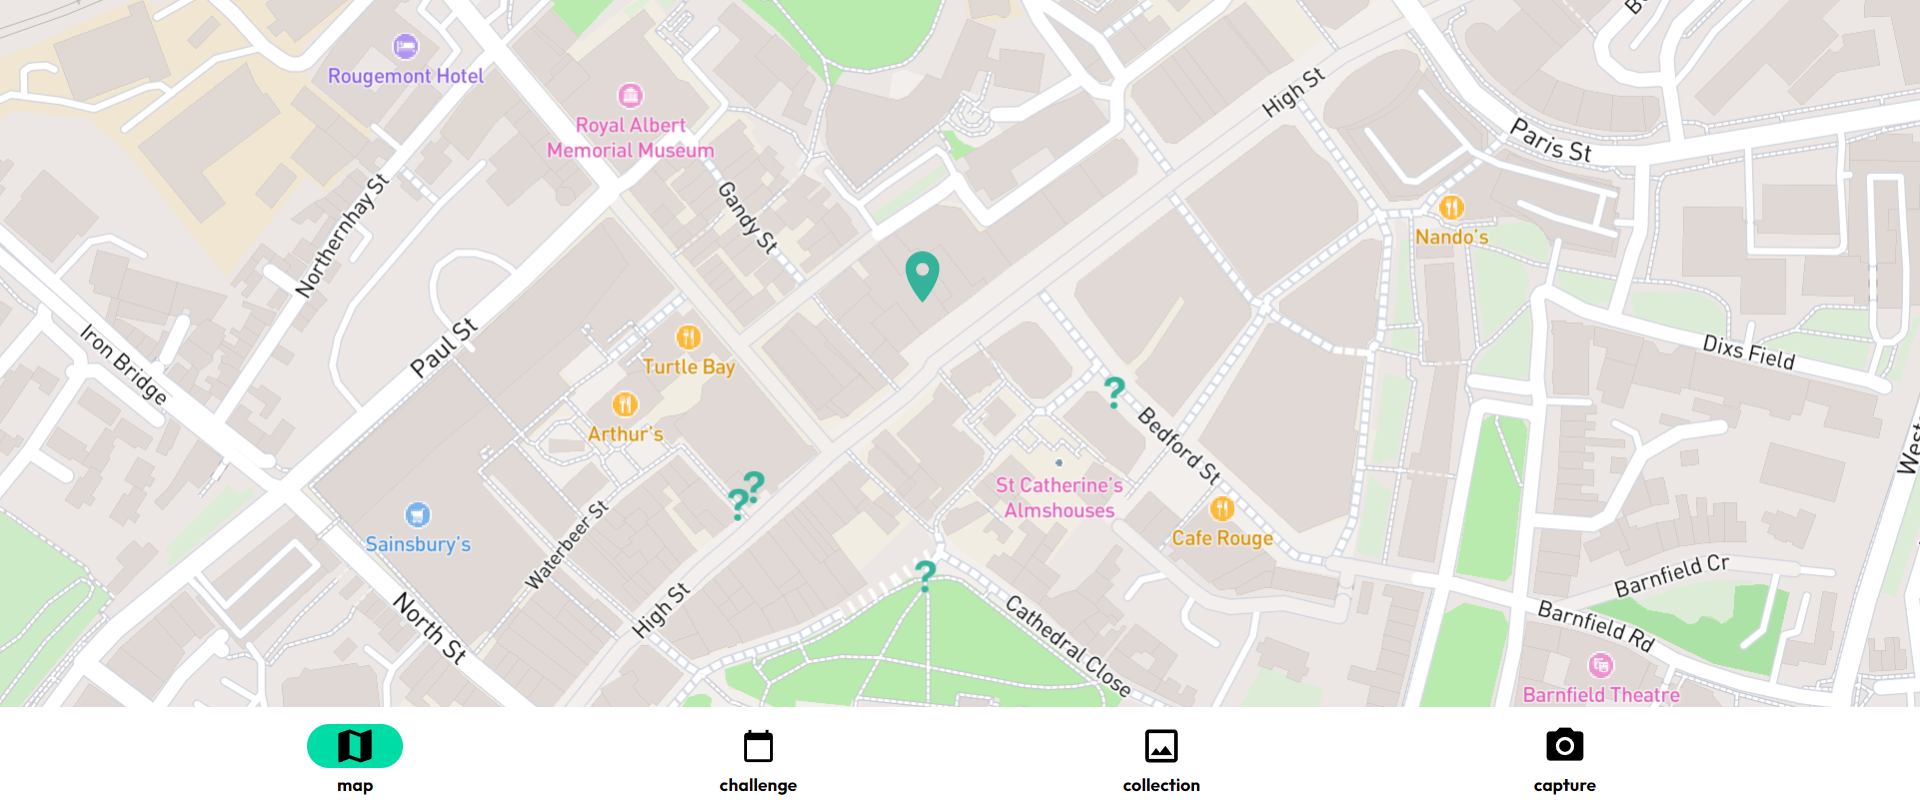 Rougemont Hotel
Royal Albert
Memorial Museum
High St
Paris St
Gandy St
Northernhay St
Nando's
Iron Bridge
Paul St
Turtle Bay
Dixs Field
Arthur's
Bedford St
St Catherine's
Almshouses
Cafe Rouge
Sainsbury's
Waterbeer St
High St
North St
Cathedral Close
Barnfield Cr
Barnfield Rd
Barnfield Theatre
Wes
?
?
?
?
map
challenge
collection
capture